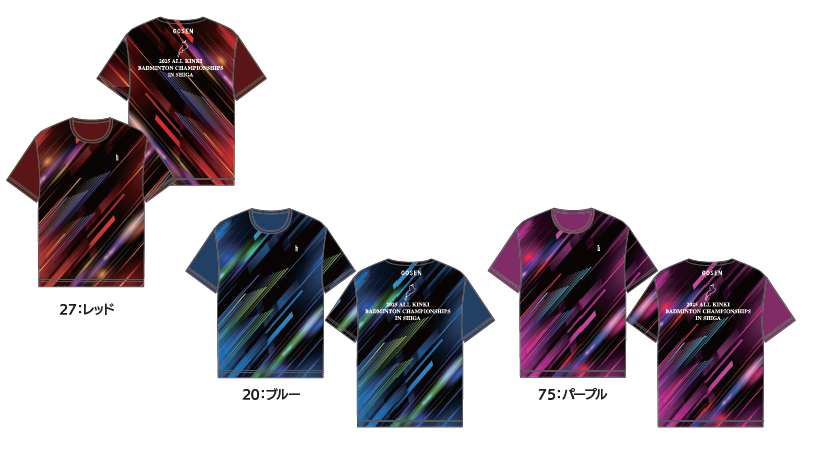 GOSEN
2025 ALL KINKI
BADMINTON CHAMPIONSHIPS
IN SHIGA
27:レッド
20:ブルー
GOSEN
2025 ALL KINKI
BADMINTON CHAMPIONSHIPS
IN SHIGA
75:パープル
GOSEN
2025 ALL KINKI
BADMINTON CHAMPIONSHIPS
IN SHIGA